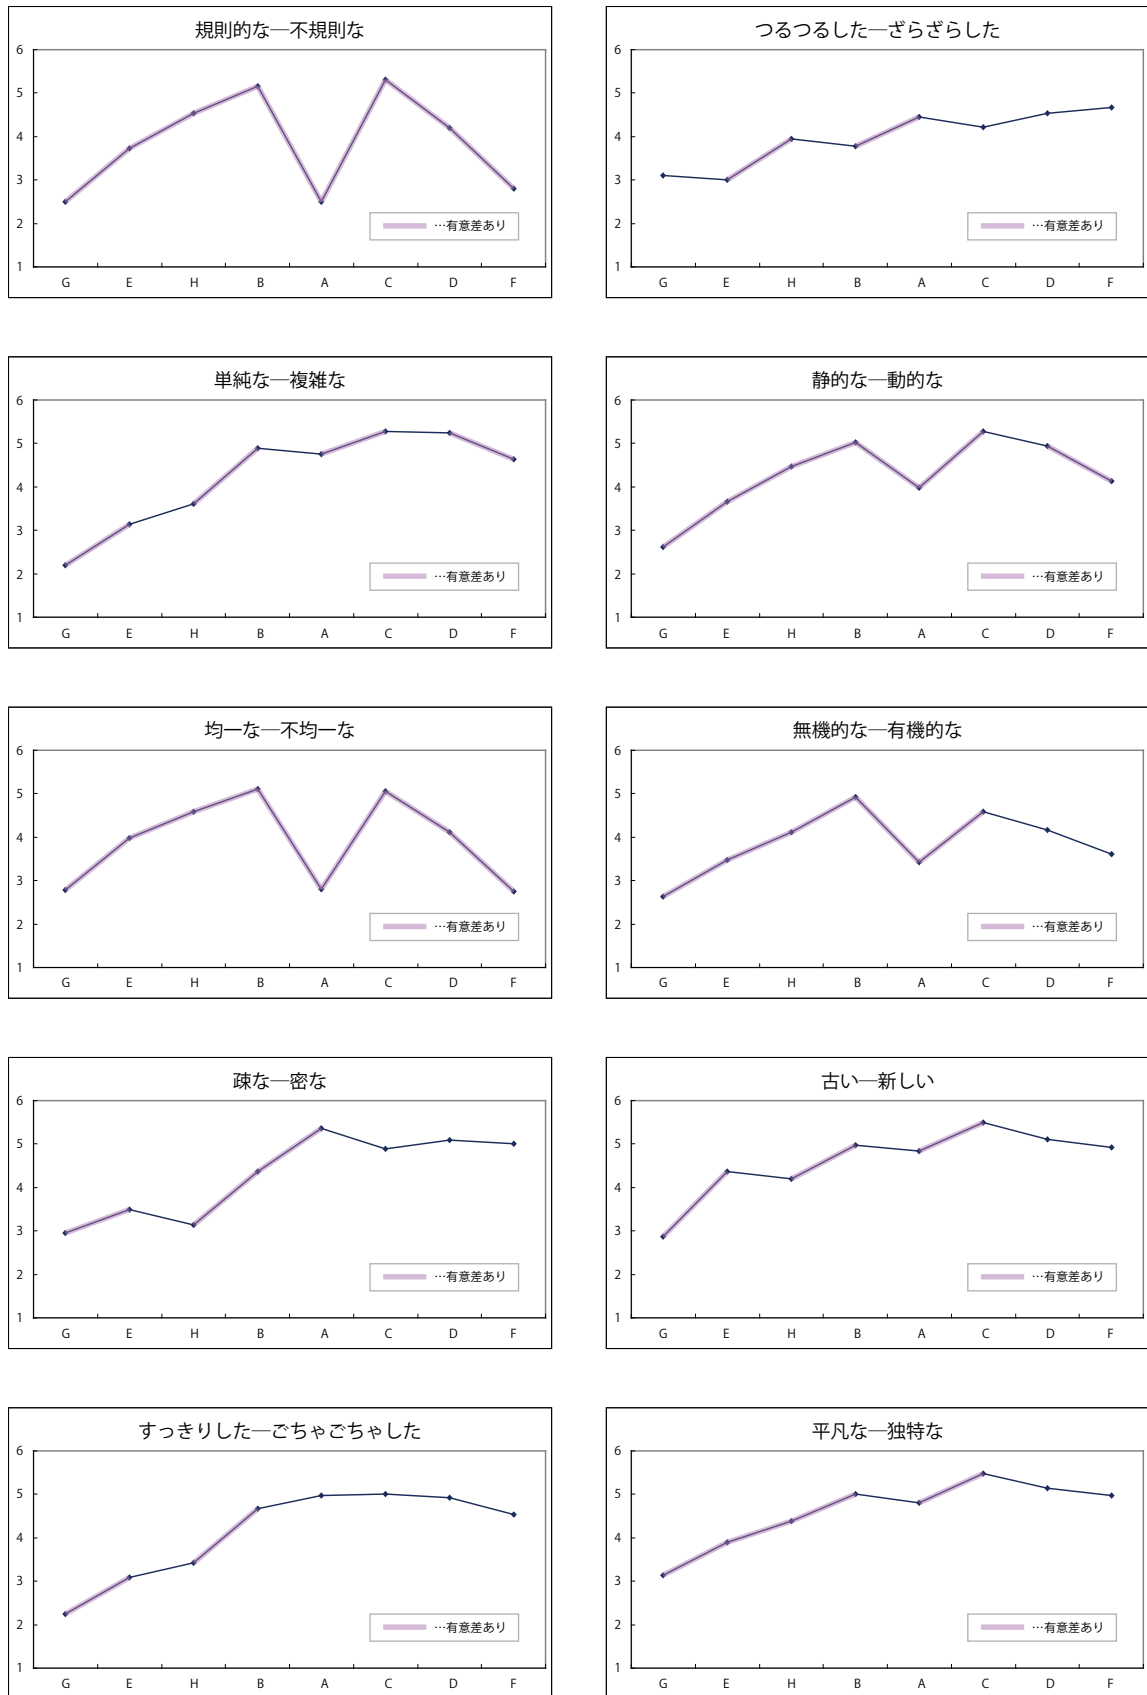 規則的な―不規則な
6
5
4
3
2
1
…有意差あり
G E H B A C D F
つるつるした―ざらざらした
6
5
4
3
2
1
…有意差あり
G E H B A C D F
単純な―複雑な
6
5
4
3
2
1
…有意差あり
G E H B A C D F
静的な―動的な
6
5
4
3
2
1
…有意差あり
G E H B A C D F
均一な―不均一な
6
5
4
3
2
1
…有意差あり
G E H B A C D F
無機的な―有機的な
6
5
4
3
2
1
…有意差あり
G E H B A C D F
疎な―密な
6
5
4
3
2
1
…有意差あり
G E H B A C D F
古い―新しい
6
5
4
3
2
1
…有意差あり
G E H B A C D F
すっきりした―ごちゃごちゃした
6
5
4
3
2
1
…有意差あり
G E H B A C D F
平凡な―独特な
6
5
4
3
2
1
…有意差あり
G E H B A C D F